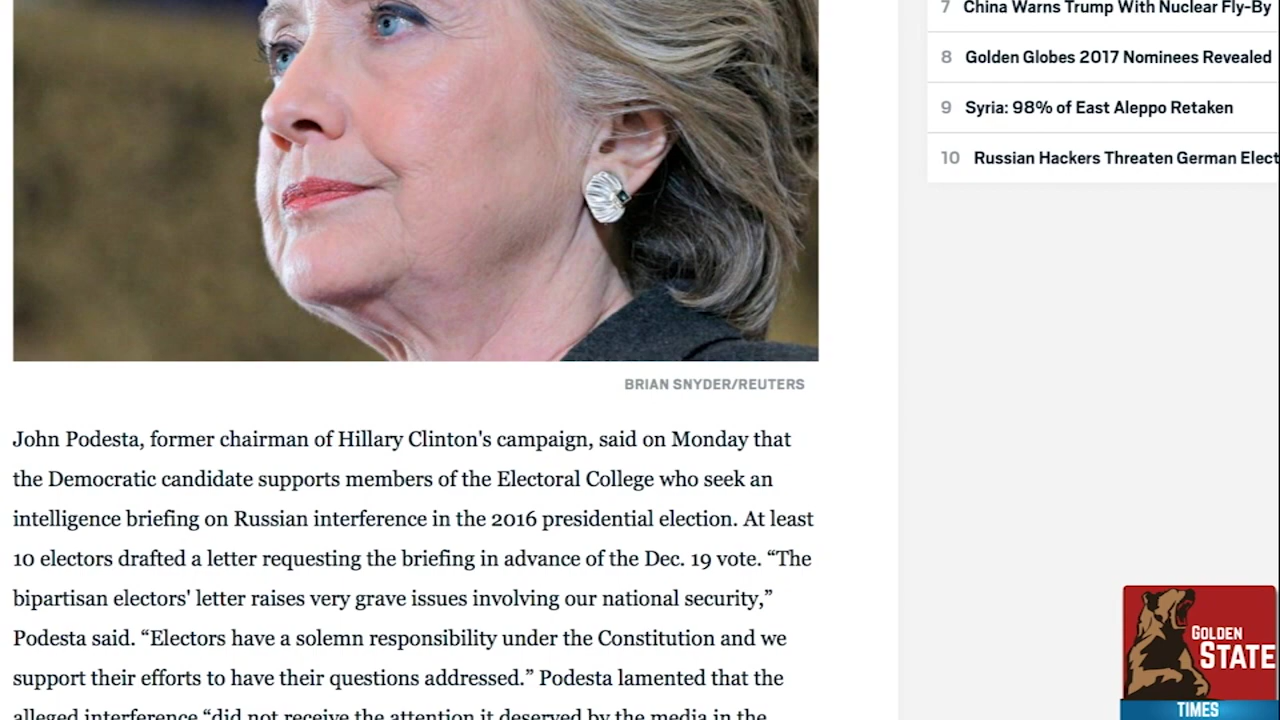 7 China Warns Trump With Nuclear Fly-By
8 Golden Globes 2017 Nominees Revealed
9 Syria: 98% of East Aleppo Retaken
10 Russian Hackers Threaten German Elect
BRIAN SNYDER/REUTERS
John Podesta, former chairman of Hillary Clinton's campaign, said on Monday that
the Democratic candidate supports members of the Electoral College who seek an
intelligence briefing on Russian interference in the 2016 presidential election. At least
10 electors drafted a letter requesting the briefing in advance of the Dec. 19 vote. “The
bipartisan electors' letter raises very grave issues involving our national security,”
Podesta said. “Electors have a solemn responsibility under the Constitution and we
support their efforts to have their questions addressed.” Podesta lamented that the
alleged interference “did not receive the attention it deserved by the media in the
GOLDEN
STATE
TIMES